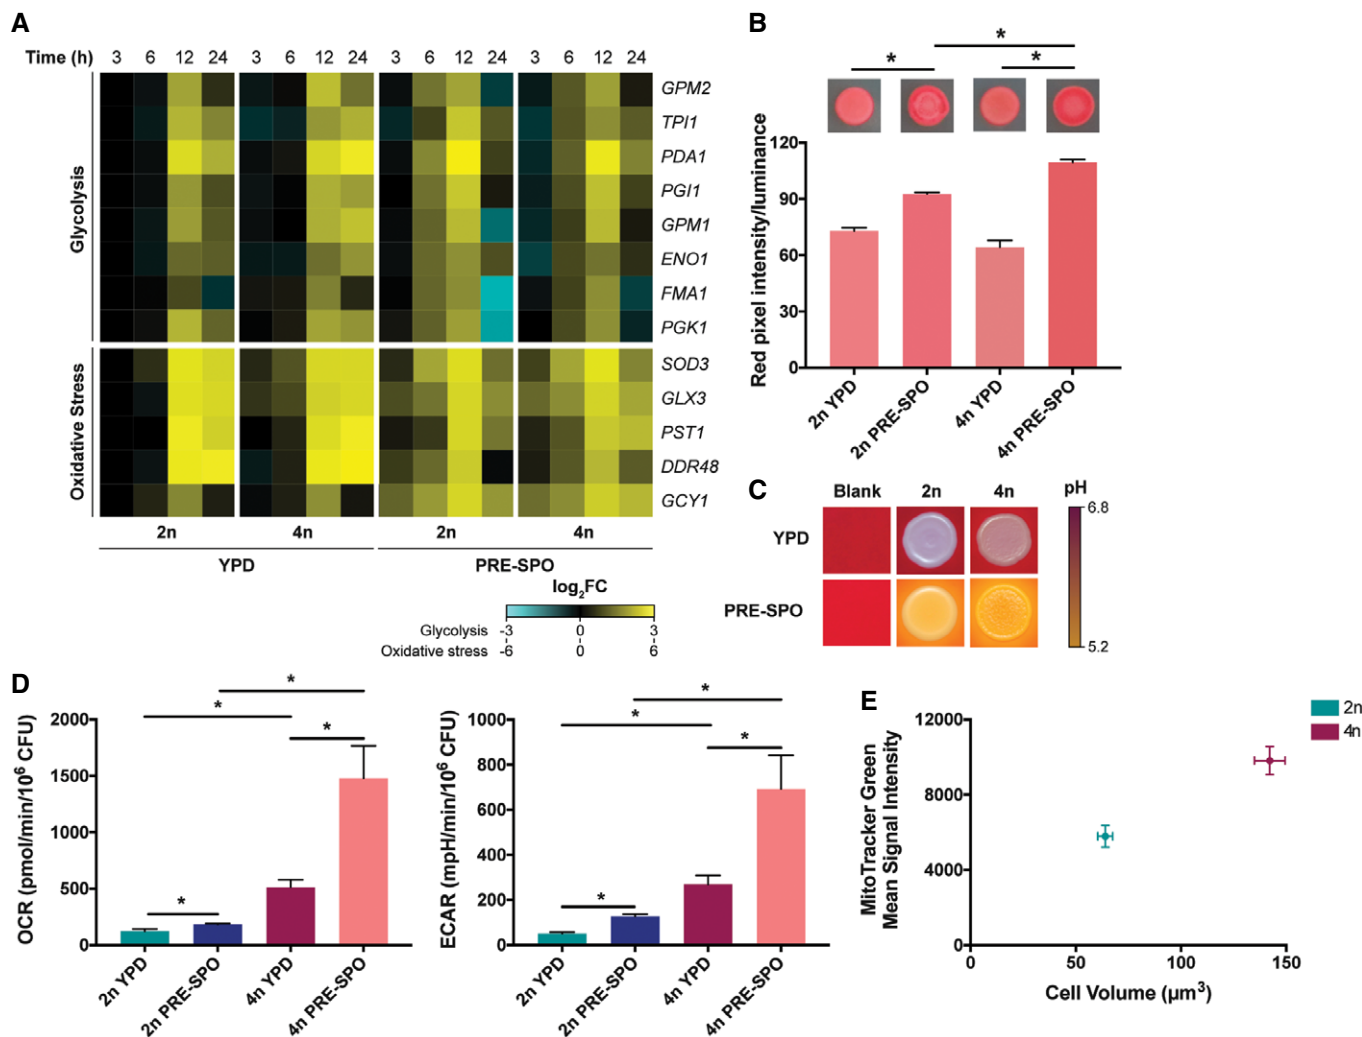 A
Time (h) 3 6 12 24 3 6 12 24 3 6 12 24 3 6 12 24
Glycolysis
GPM2
TPI1
PDA1
PGI1
GPM1
ENO1
FMA1
PGK1
Oxidative Stress
SOD3
GLX3
PST1
DDR48
GCY1
2n 4n 2n 4n
YPD PRE-SPO
log2FC
Glycolysis -3 0 3
Oxidative stress -6 0 6
B
* * *
Red pixel intensity/luminance
120
90
60
30
0
2n YPD
2n PRE-SPO
4n YPD
4n PRE-SPO
C
Blank 2n 4n pH
YPD
PRE-SPO
6.8
5.2
D
* * * *
OCR (pmol/min/10⁶ CFU)
2000
1500
1000
500
0
2n YPD
2n PRE-SPO
4n YPD
4n PRE-SPO
* * * *
ECAR (mpH/min/10⁶ CFU)
1000
800
600
400
200
0
2n YPD
2n PRE-SPO
4n YPD
4n PRE-SPO
E
2n
4n
MitoTracker Green
Mean Signal Intensity
12000
8000
4000
0
0 50 100 150
Cell Volume (µm³)